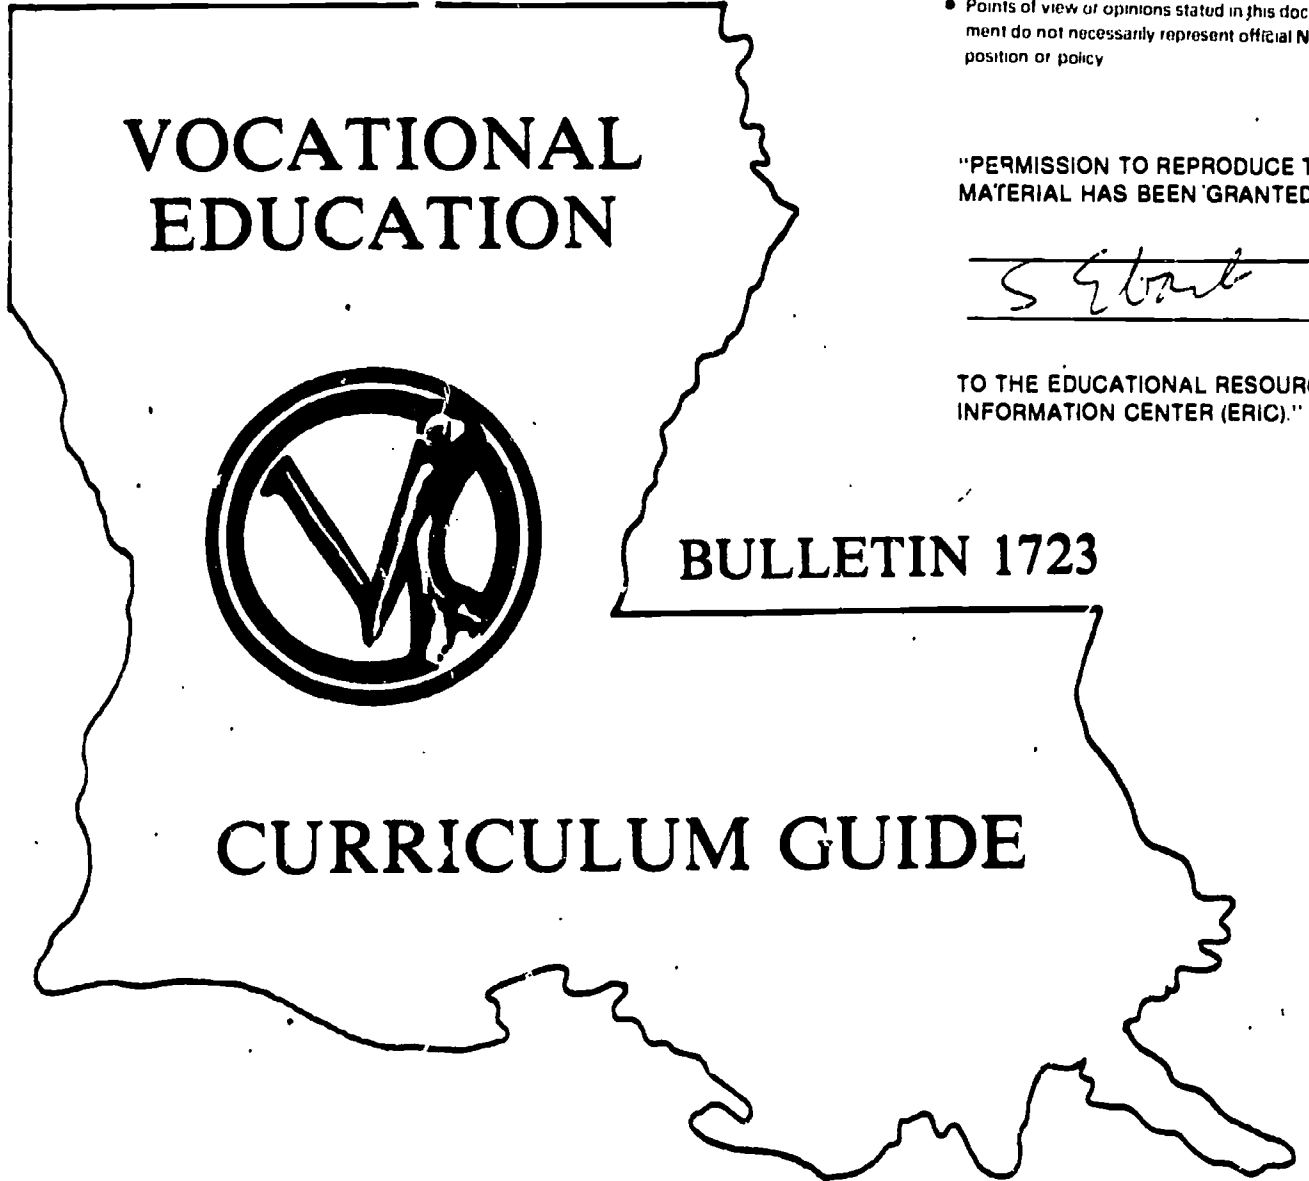 • Points of view or opinions stated in this doc
ment do not necessarily represent official N
position or policy
"PERMISSION TO REPRODUCE T
MATERIAL HAS BEEN GRANTED
TO THE EDUCATIONAL RESOUR
INFORMATION CENTER (ERIC)."
VOCATIONAL
EDUCATION
BULLETIN 1723
CURRICULUM GUIDE